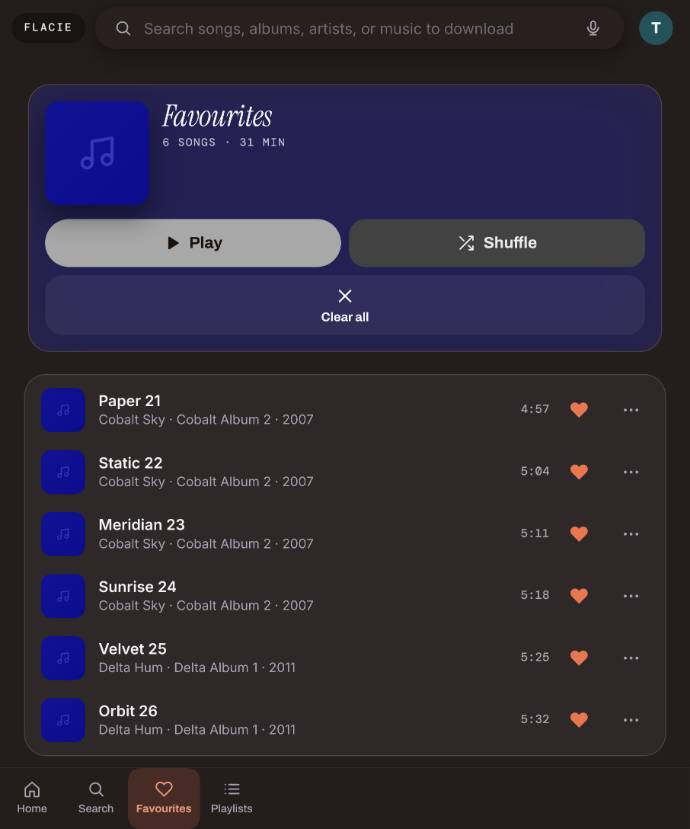 FLACIE
Search songs, albums, artists, or music to download
T
Favourites
6 SONGS · 31 MIN
Play
Shuffle
Clear all
Paper 21
Cobalt Sky · Cobalt Album 2 · 2007
4:57
Static 22
Cobalt Sky · Cobalt Album 2 · 2007
5:04
Meridian 23
Cobalt Sky · Cobalt Album 2 · 2007
5:11
Sunrise 24
Cobalt Sky · Cobalt Album 2 · 2007
5:18
Velvet 25
Delta Hum · Delta Album 1 · 2011
5:25
Orbit 26
Delta Hum · Delta Album 1 · 2011
5:32
Home
Search
Favourites
Playlists